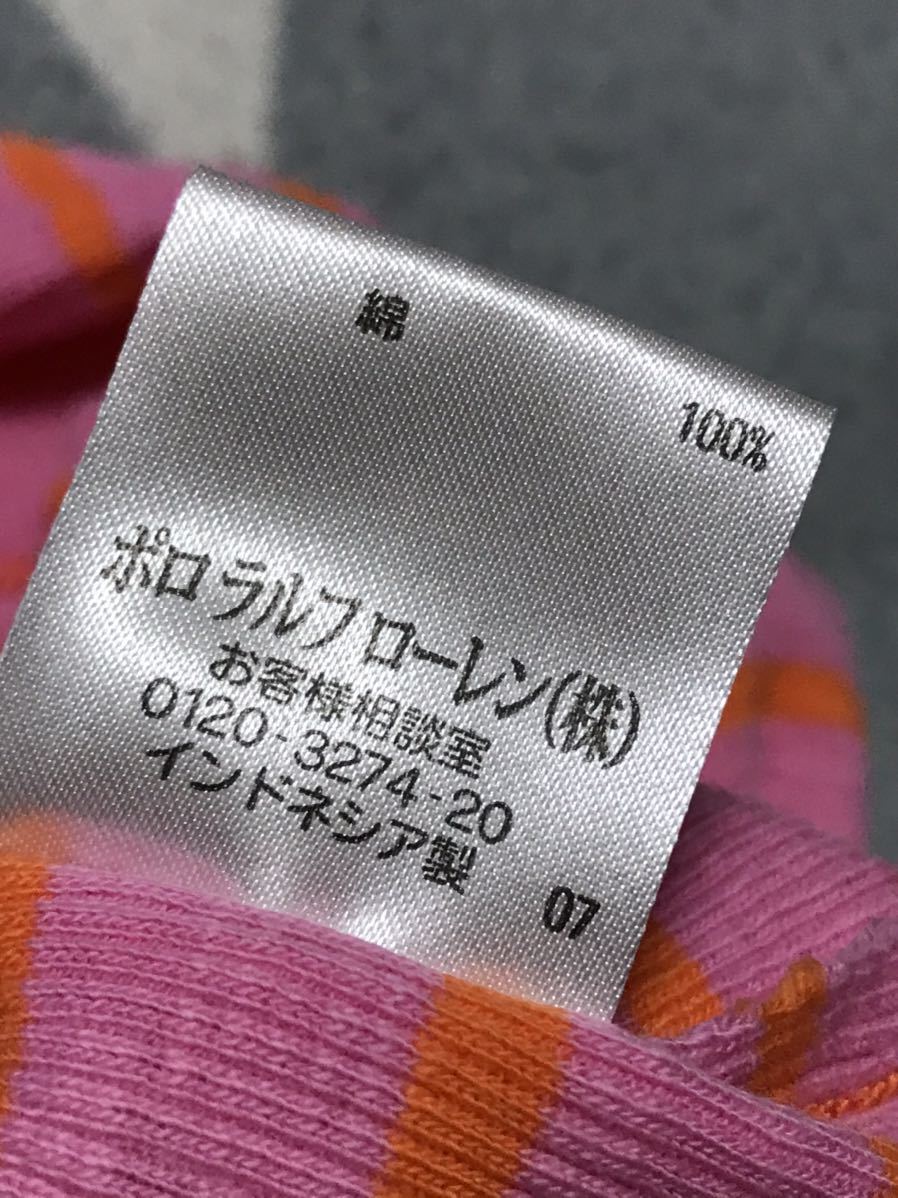 綿 100%
ポロ ラルフ ローレン(株)
お客様相談室
0120-3274-20
インドネシア製 07